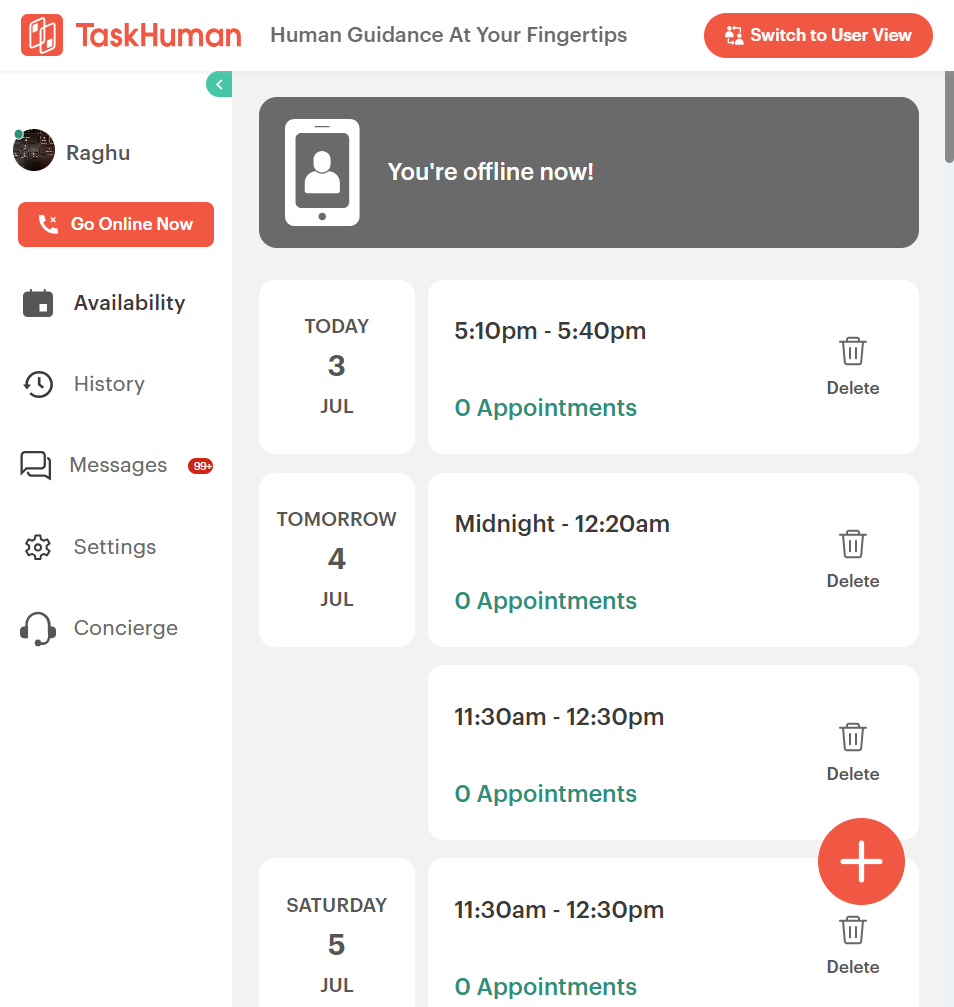 TaskHuman
Human Guidance At Your Fingertips
Switch to User View
Raghu
Go Online Now
Availability
History
Messages
99+
Settings
Concierge
You're offline now!
TODAY
3
JUL
5:10pm - 5:40pm
0 Appointments
Delete
TOMORROW
4
JUL
Midnight - 12:20am
0 Appointments
Delete
11:30am - 12:30pm
0 Appointments
Delete
SATURDAY
5
JUL
11:30am - 12:30pm
0 Appointments
Delete